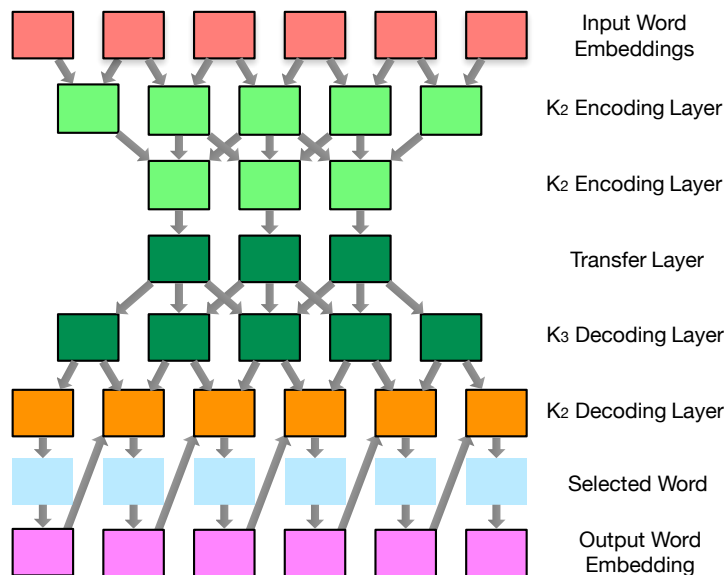 Input Word
Embeddings
K2 Encoding Layer
K2 Encoding Layer
Transfer Layer
K3 Decoding Layer
K2 Decoding Layer
Selected Word
Output Word
Embedding